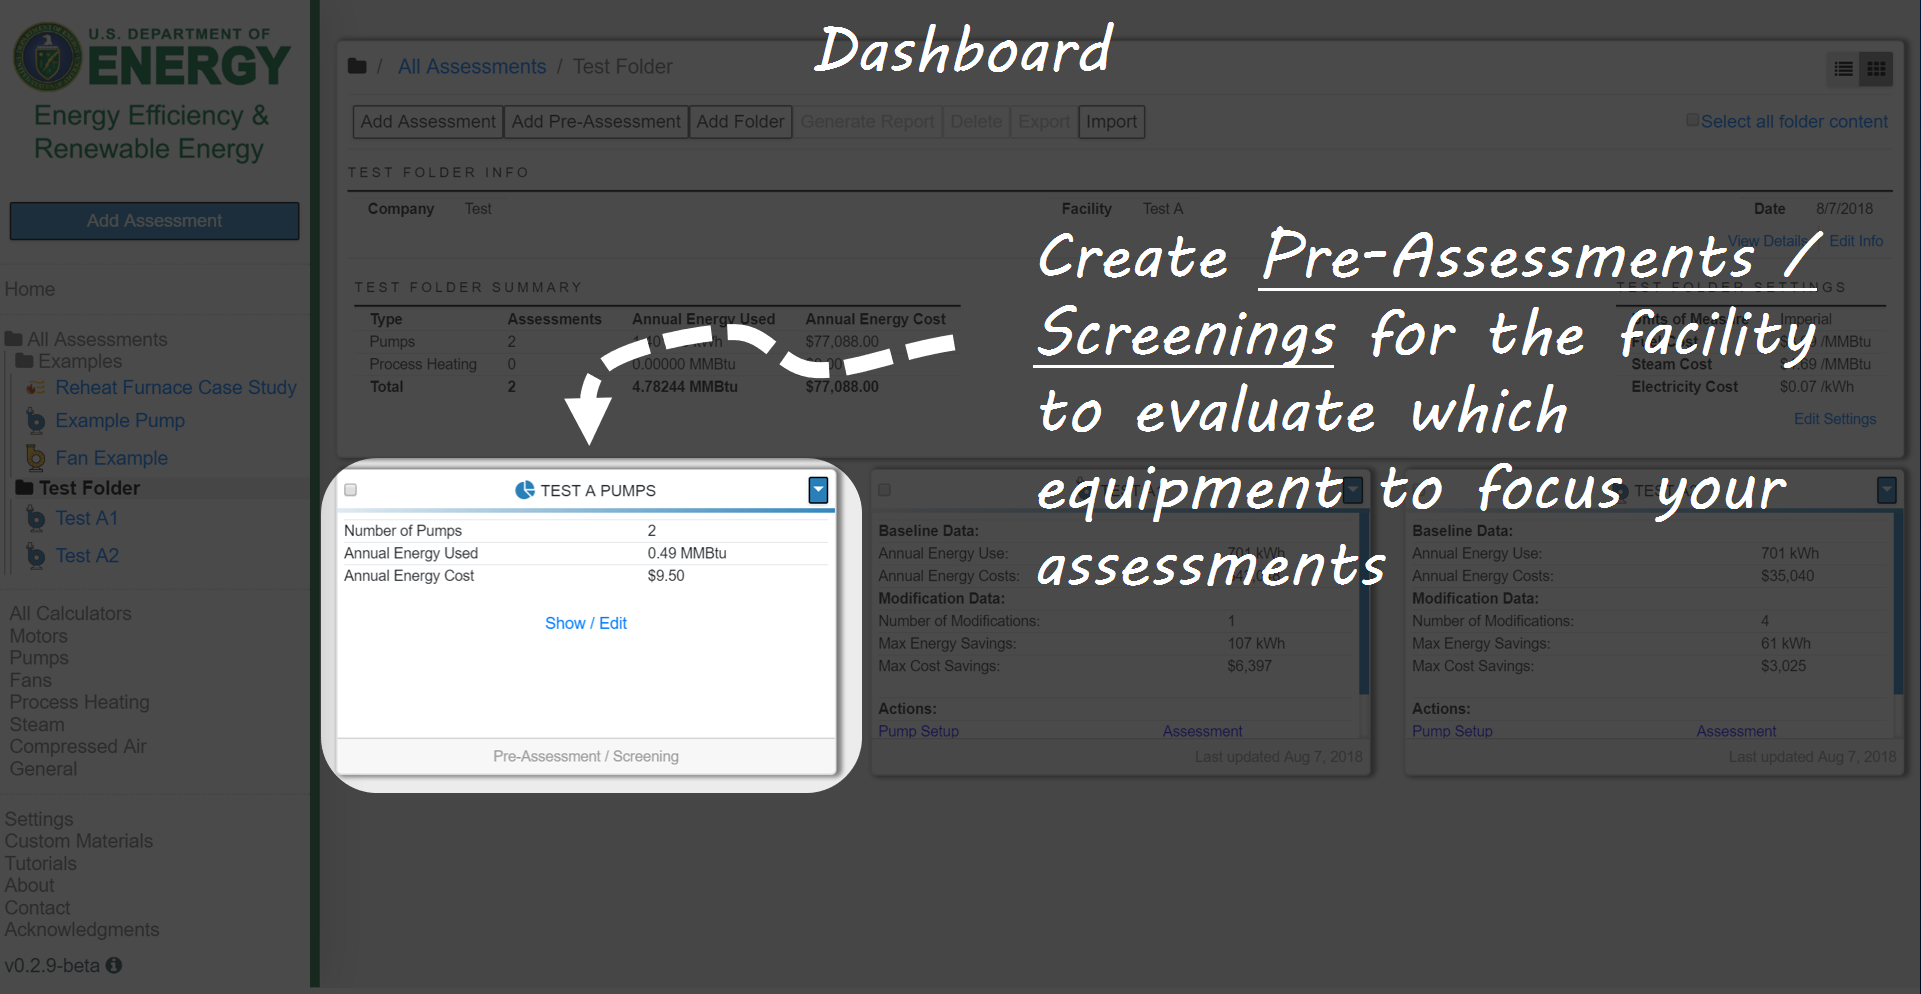 Dashboard
U.S. DEPARTMENT OF
ENERGY
Energy Efficiency &
Renewable Energy
Add Assessment
Home
All Assessments
Examples
Reheat Furnace Case Study
Example Pump
Fan Example
Test Folder
Test A1
Test A2
All Calculators
Motors
Pumps
Fans
Process Heating
Steam
Compressed Air
General
Settings
Custom Materials
Tutorials
About
Contact
Acknowledgments
v0.2.9-beta
/ All Assessments / Test Folder
Add Assessment Add Pre-Assessment Add Folder Generate Report Delete Export Import
Select all folder content
TEST FOLDER INFO
Company Test Facility Test A Date 8/7/2018
View Details Edit Info
Create Pre-Assessments /
Screenings for the facility
to evaluate which
equipment to focus your
assessments
TEST FOLDER SUMMARY
Type Assessments Annual Energy Used Annual Energy Cost
Pumps 2 $77,088.00
Process Heating 0 0.00000 MMBtu
Total 2 4.78244 MMBtu $77,088.00
TEST FOLDER SETTINGS
Units of Measure Imperial
Fuel Cost /MMBtu
Steam Cost /MMBtu
Electricity Cost $0.07 /kWh
Edit Settings
TEST A PUMPS
Number of Pumps 2
Annual Energy Used 0.49 MMBtu
Annual Energy Cost $9.50
Show / Edit
Pre-Assessment / Screening
Baseline Data:
Annual Energy Use: 701 kWh
Annual Energy Costs:
Modification Data:
Number of Modifications: 1
Max Energy Savings: 107 kWh
Max Cost Savings: $6,397
Actions:
Pump Setup Assessment
Last updated Aug 7, 2018
Baseline Data:
Annual Energy Use: 701 kWh
Annual Energy Costs: $35,040
Modification Data:
Number of Modifications: 4
Max Energy Savings: 61 kWh
Max Cost Savings: $3,025
Actions:
Pump Setup Assessment
Last updated Aug 7, 2018